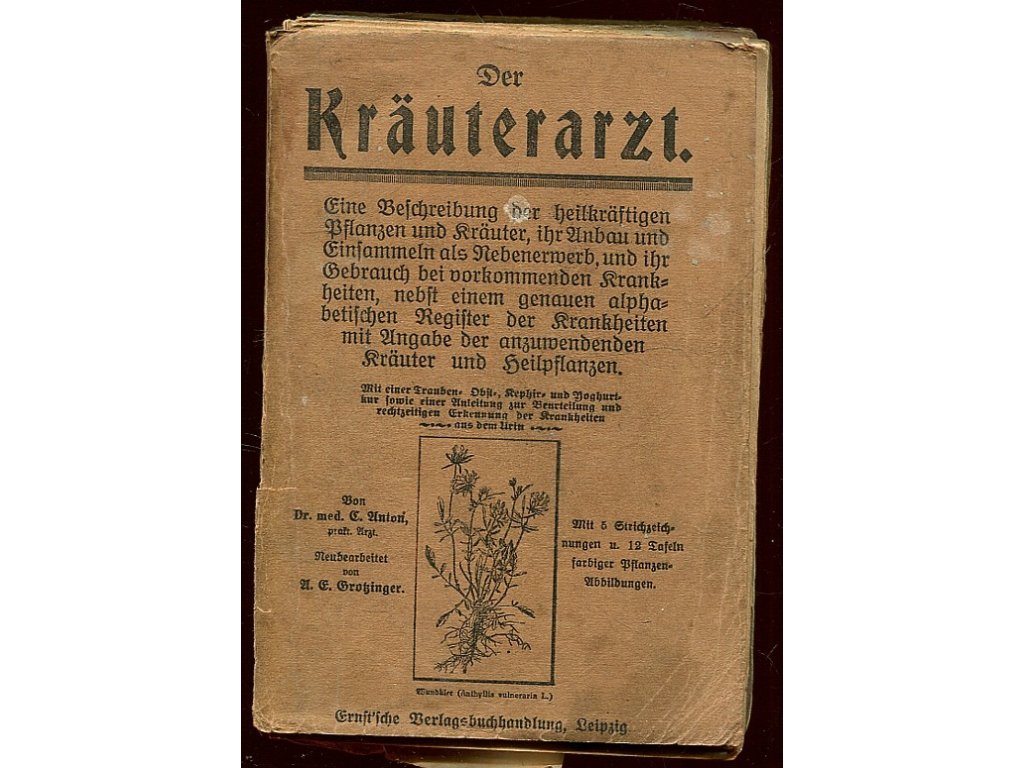 Der
Kräuterarzt.
Eine Beschreibung der heilkräftigen
Pflanzen und Kräuter, ihr Anbau und
Einsammeln als Nebenerwerb, und ihr
Gebrauch bei vorkommenden Krank-
heiten, nebst einem genauen alpha-
betischen Register der Krankheiten
mit Angabe der anzuwendenden
Kräuter und Heilpflanzen.
Mit einer Trauben-, Obst-, Kephir- und Yoghurt-
kur sowie einer Anleitung zur Beurteilung und
rechtzeitigen Erkennung der Krankheiten
aus dem Urin
Von
Dr. med. C. Anton,
prakt. Arzt.
Neubearbeitet
von
A. E. Grotzinger.
Mit 5 Strichzeich-
nungen u. 12 Tafeln
farbiger Pflanzen-
Abbildungen.
Wundklee (Anthyllis vulneraria L.)
Ernst'sche Verlagsbuchhandlung, Leipzig